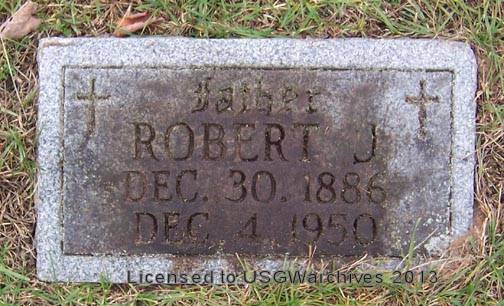 Father
ROBERT J
DEC. 30. 1886
DEC. 4. 1950
Licensed to USGWarchives 2013